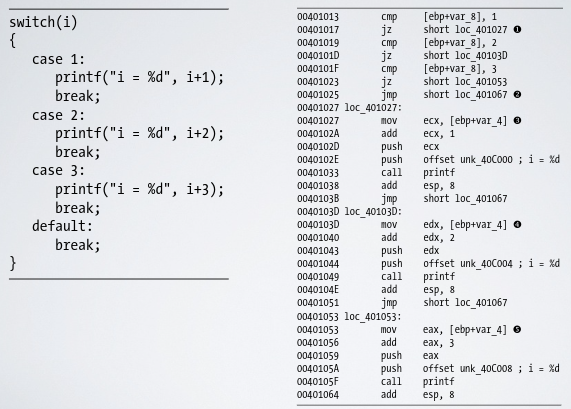 switch(i)
{
case 1:
printf("i = %d", i+1);
break;
case 2:
printf("i = %d", i+2);
break;
case 3:
printf("i = %d", i+3);
break;
default:
break;
}
00401013 cmp [ebp+var_8], 1
00401017 jz short loc_401027 ❶
00401019 cmp [ebp+var_8], 2
0040101D jz short loc_40103D
0040101F cmp [ebp+var_8], 3
00401023 jz short loc_401053
00401025 jmp short loc_401067 ❷
00401027 loc_401027:
00401027 mov ecx, [ebp+var_4] ❸
0040102A add ecx, 1
0040102D push ecx
0040102E push offset unk_40C000 ; i = %d
00401033 call printf
00401038 add esp, 8
0040103B jmp short loc_401067
0040103D loc_40103D:
0040103D mov edx, [ebp+var_4] ❹
00401040 add edx, 2
00401043 push edx
00401044 push offset unk_40C004 ; i = %d
00401049 call printf
0040104E add esp, 8
00401051 jmp short loc_401067
00401053 loc_401053:
00401053 mov eax, [ebp+var_4] ❺
00401056 add eax, 3
00401059 push eax
0040105A push offset unk_40C008 ; i = %d
0040105F call printf
00401064 add esp, 8